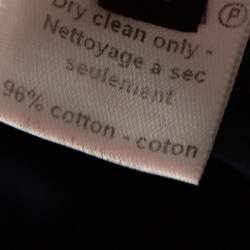 Dry clean only -
Nettoyage à sec
seulement
96% cotton - coton
P